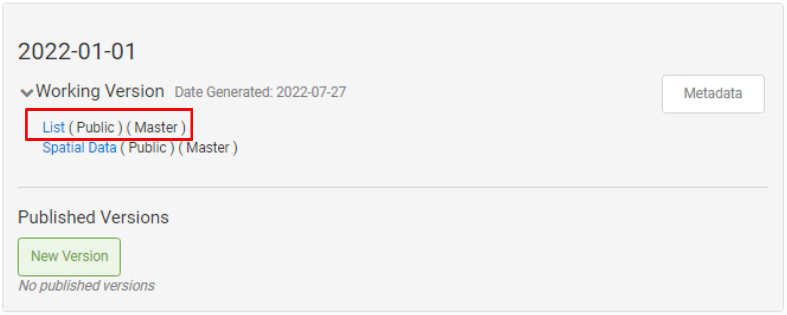 2022-01-01
Working Version Date Generated: 2022-07-27
Metadata
List ( Public ) ( Master )
Spatial Data ( Public ) ( Master )
Published Versions
New Version
No published versions